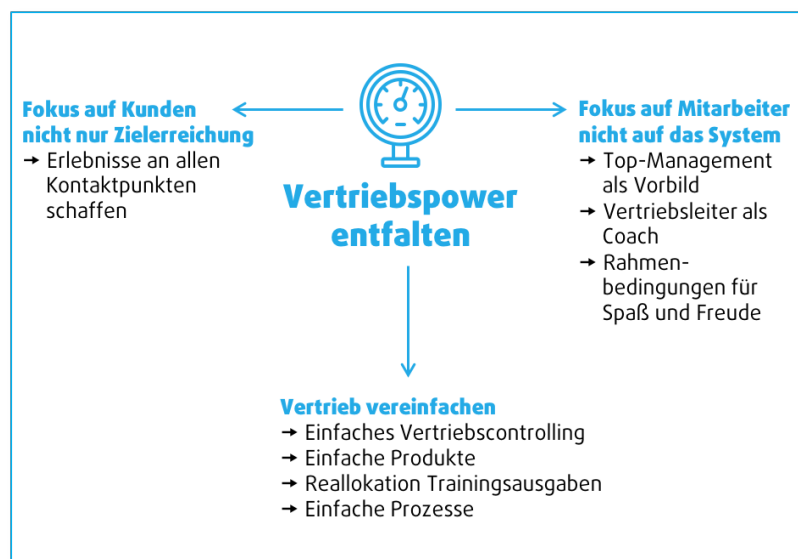 Fokus auf Kunden
nicht nur Zielerreichung
→ Erlebnisse an allen
Kontaktpunkten
schaffen
Vertriebspower
entfalten
Fokus auf Mitarbeiter
nicht auf das System
→ Top-Management
als Vorbild
→ Vertriebsleiter als
Coach
→ Rahmen-
bedingungen für
Spaß und Freude
Vertrieb vereinfachen
→ Einfaches Vertriebscontrolling
→ Einfache Produkte
→ Reallokation Trainingsausgaben
→ Einfache Prozesse